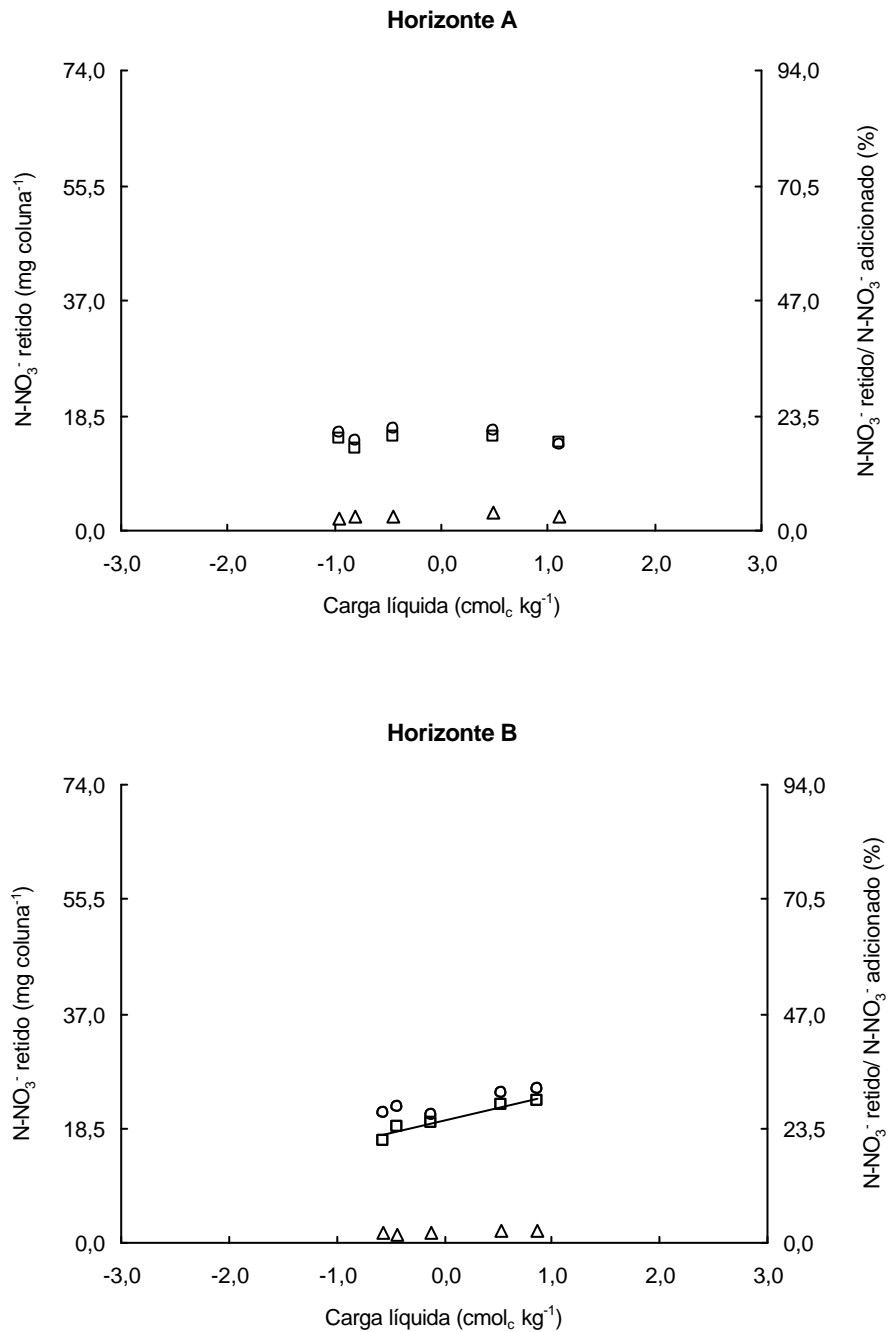 Horizonte A
74,0
55,5
37,0
18,5
0,0
N-NO₃⁻ retido (mg coluna⁻¹)
94,0
70,5
47,0
23,5
0,0
N-NO₃⁻ retido/ N-NO₃⁻ adicionado (%)
-3,0 -2,0 -1,0 0,0 1,0 2,0 3,0
Carga líquida (cmol꜀ kg⁻¹)
Horizonte B
74,0
55,5
37,0
18,5
0,0
N-NO₃⁻ retido (mg coluna⁻¹)
94,0
70,5
47,0
23,5
0,0
N-NO₃⁻ retido/ N-NO₃⁻ adicionado (%)
-3,0 -2,0 -1,0 0,0 1,0 2,0 3,0
Carga líquida (cmol꜀ kg⁻¹)